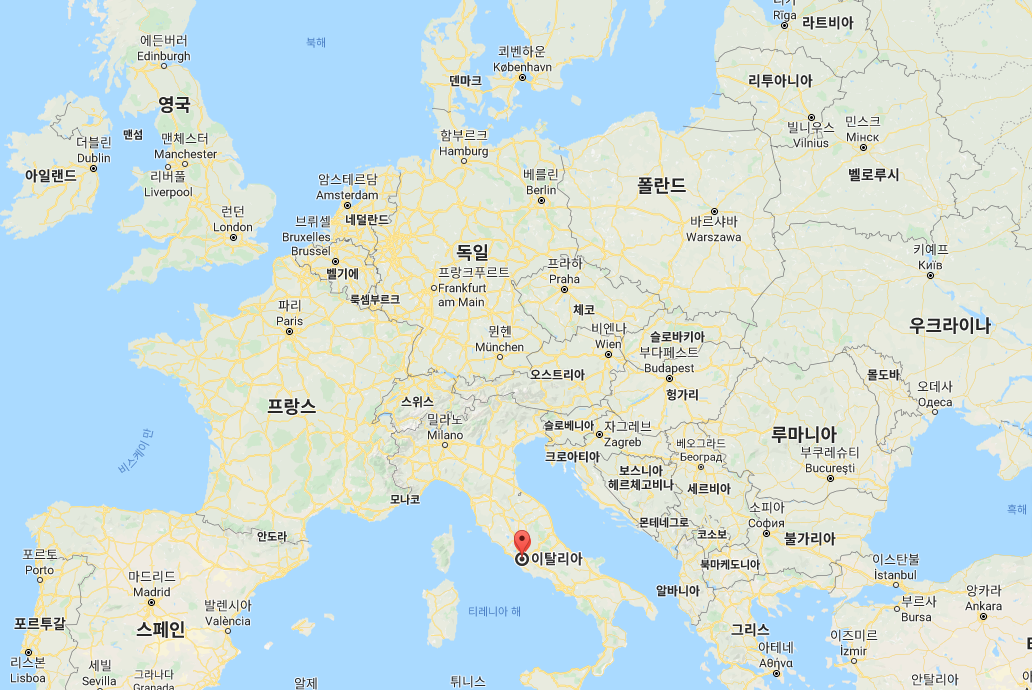 리가
Rīga
라트비아
에든버러
Edinburgh
북해
쾨벤하운
København
덴마크
리투아니아
영국
맨섬
맨체스터
Manchester
더블린
Dublin
함부르크
Hamburg
빌니우스
Vilnius
민스크
Мінск
아일랜드
리버풀
Liverpool
암스테르담
Amsterdam
베를린
Berlin
폴란드
벨로루시
런던
London
브뤼셀
Bruxelles
Brussel
네덜란드
바르샤바
Warszawa
독일
키예프
Київ
벨기에
프랑크푸르트
Frankfurt
am Main
프라하
Praha
룩셈부르크
파리
Paris
체코
뮌헨
München
비엔나
Wien
슬로바키아
우크라이나
부다페스트
Budapest
오스트리아
몰도바
헝가리
오데사
Одеса
프랑스
스위스
밀라노
Milano
슬로베니아
자그레브
Zagreb
루마니아
비스케이 만
크로아티아
베오그라드
Београд
부쿠레슈티
București
보스니아
헤르체고비나
세르비아
모나코
몬테네그로
소피아
София
흑해
안도라
코소보
불가리아
포르토
Porto
이탈리아
북마케도니아
이스탄불
İstanbul
마드리드
Madrid
알바니아
앙카라
Ankara
발렌시아
València
티레니아 해
부르사
Bursa
포르투갈
스페인
그리스
이즈미르
İzmir
아테네
Αθήνα
리스본
Lisboa
세빌
Sevilla
그라나다
Granada
알제
튀니스
안탈리아